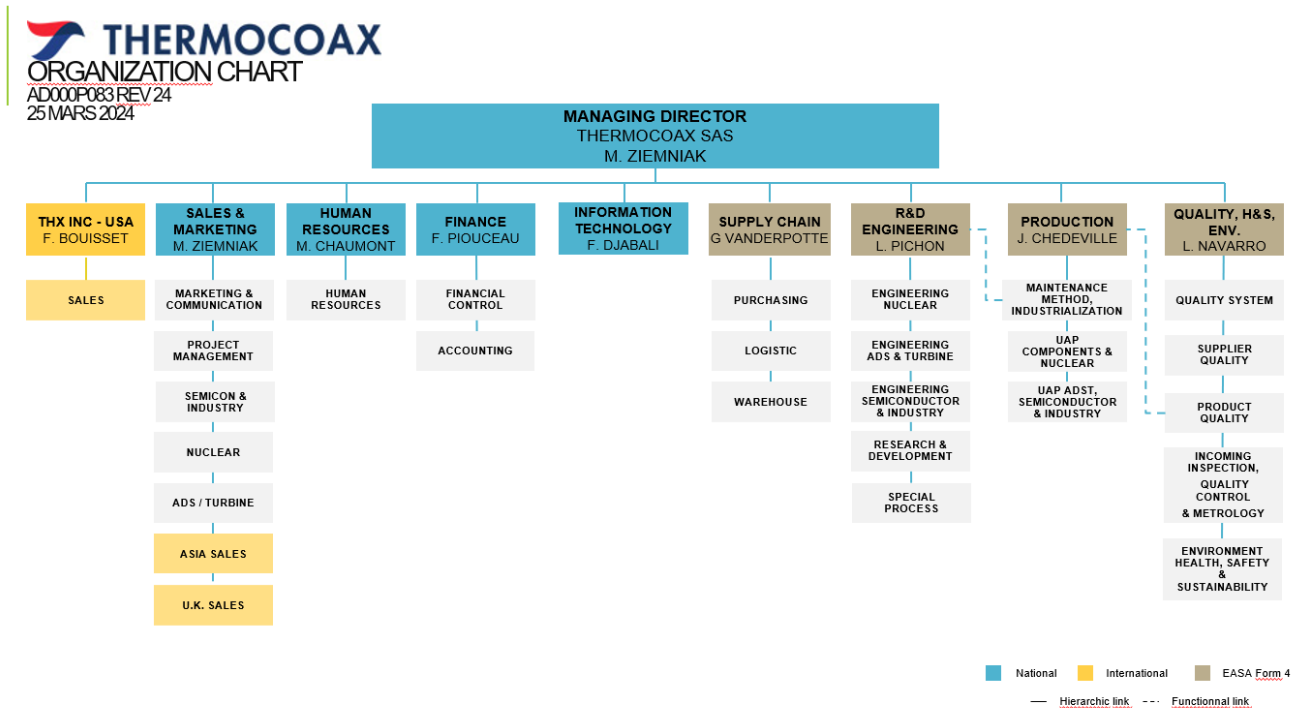 THERMOCOAX
ORGANIZATION CHART
AD000P083 REV 24
25 MARS 2024
MANAGING DIRECTOR
THERMOCOAX SAS
M. ZIEMNIAK
THX INC - USA
F. BOUISSET
SALES
SALES &
MARKETING
M. ZIEMNIAK
MARKETING &
COMMUNICATION
PROJECT
MANAGEMENT
SEMICON &
INDUSTRY
NUCLEAR
ADS / TURBINE
ASIA SALES
U.K. SALES
HUMAN
RESOURCES
M. CHAUMONT
HUMAN
RESOURCES
FINANCE
F. PIOUCEAU
FINANCIAL
CONTROL
ACCOUNTING
INFORMATION
TECHNOLOGY
F. DJABALI
SUPPLY CHAIN
G VANDERPOTTE
PURCHASING
LOGISTIC
WAREHOUSE
R&D
ENGINEERING
L. PICHON
ENGINEERING
NUCLEAR
ENGINEERING
ADS & TURBINE
ENGINEERING
SEMICONDUCTOR
& INDUSTRY
RESEARCH &
DEVELOPMENT
SPECIAL
PROCESS
PRODUCTION
J. CHEDEVILLE
MAINTENANCE
METHOD,
INDUSTRIALIZATION
UAP
COMPONENTS &
NUCLEAR
UAP ADST,
SEMICONDUCTOR
& INDUSTRY
QUALITY, H&S,
ENV.
L. NAVARRO
QUALITY SYSTEM
SUPPLIER
QUALITY
PRODUCT
QUALITY
INCOMING
INSPECTION,
QUALITY
CONTROL
& METROLOGY
ENVIRONMENT
HEALTH, SAFETY
&
SUSTAINABILITY
National
International
EASA Form 4
Hierarchic link
Functionnal link